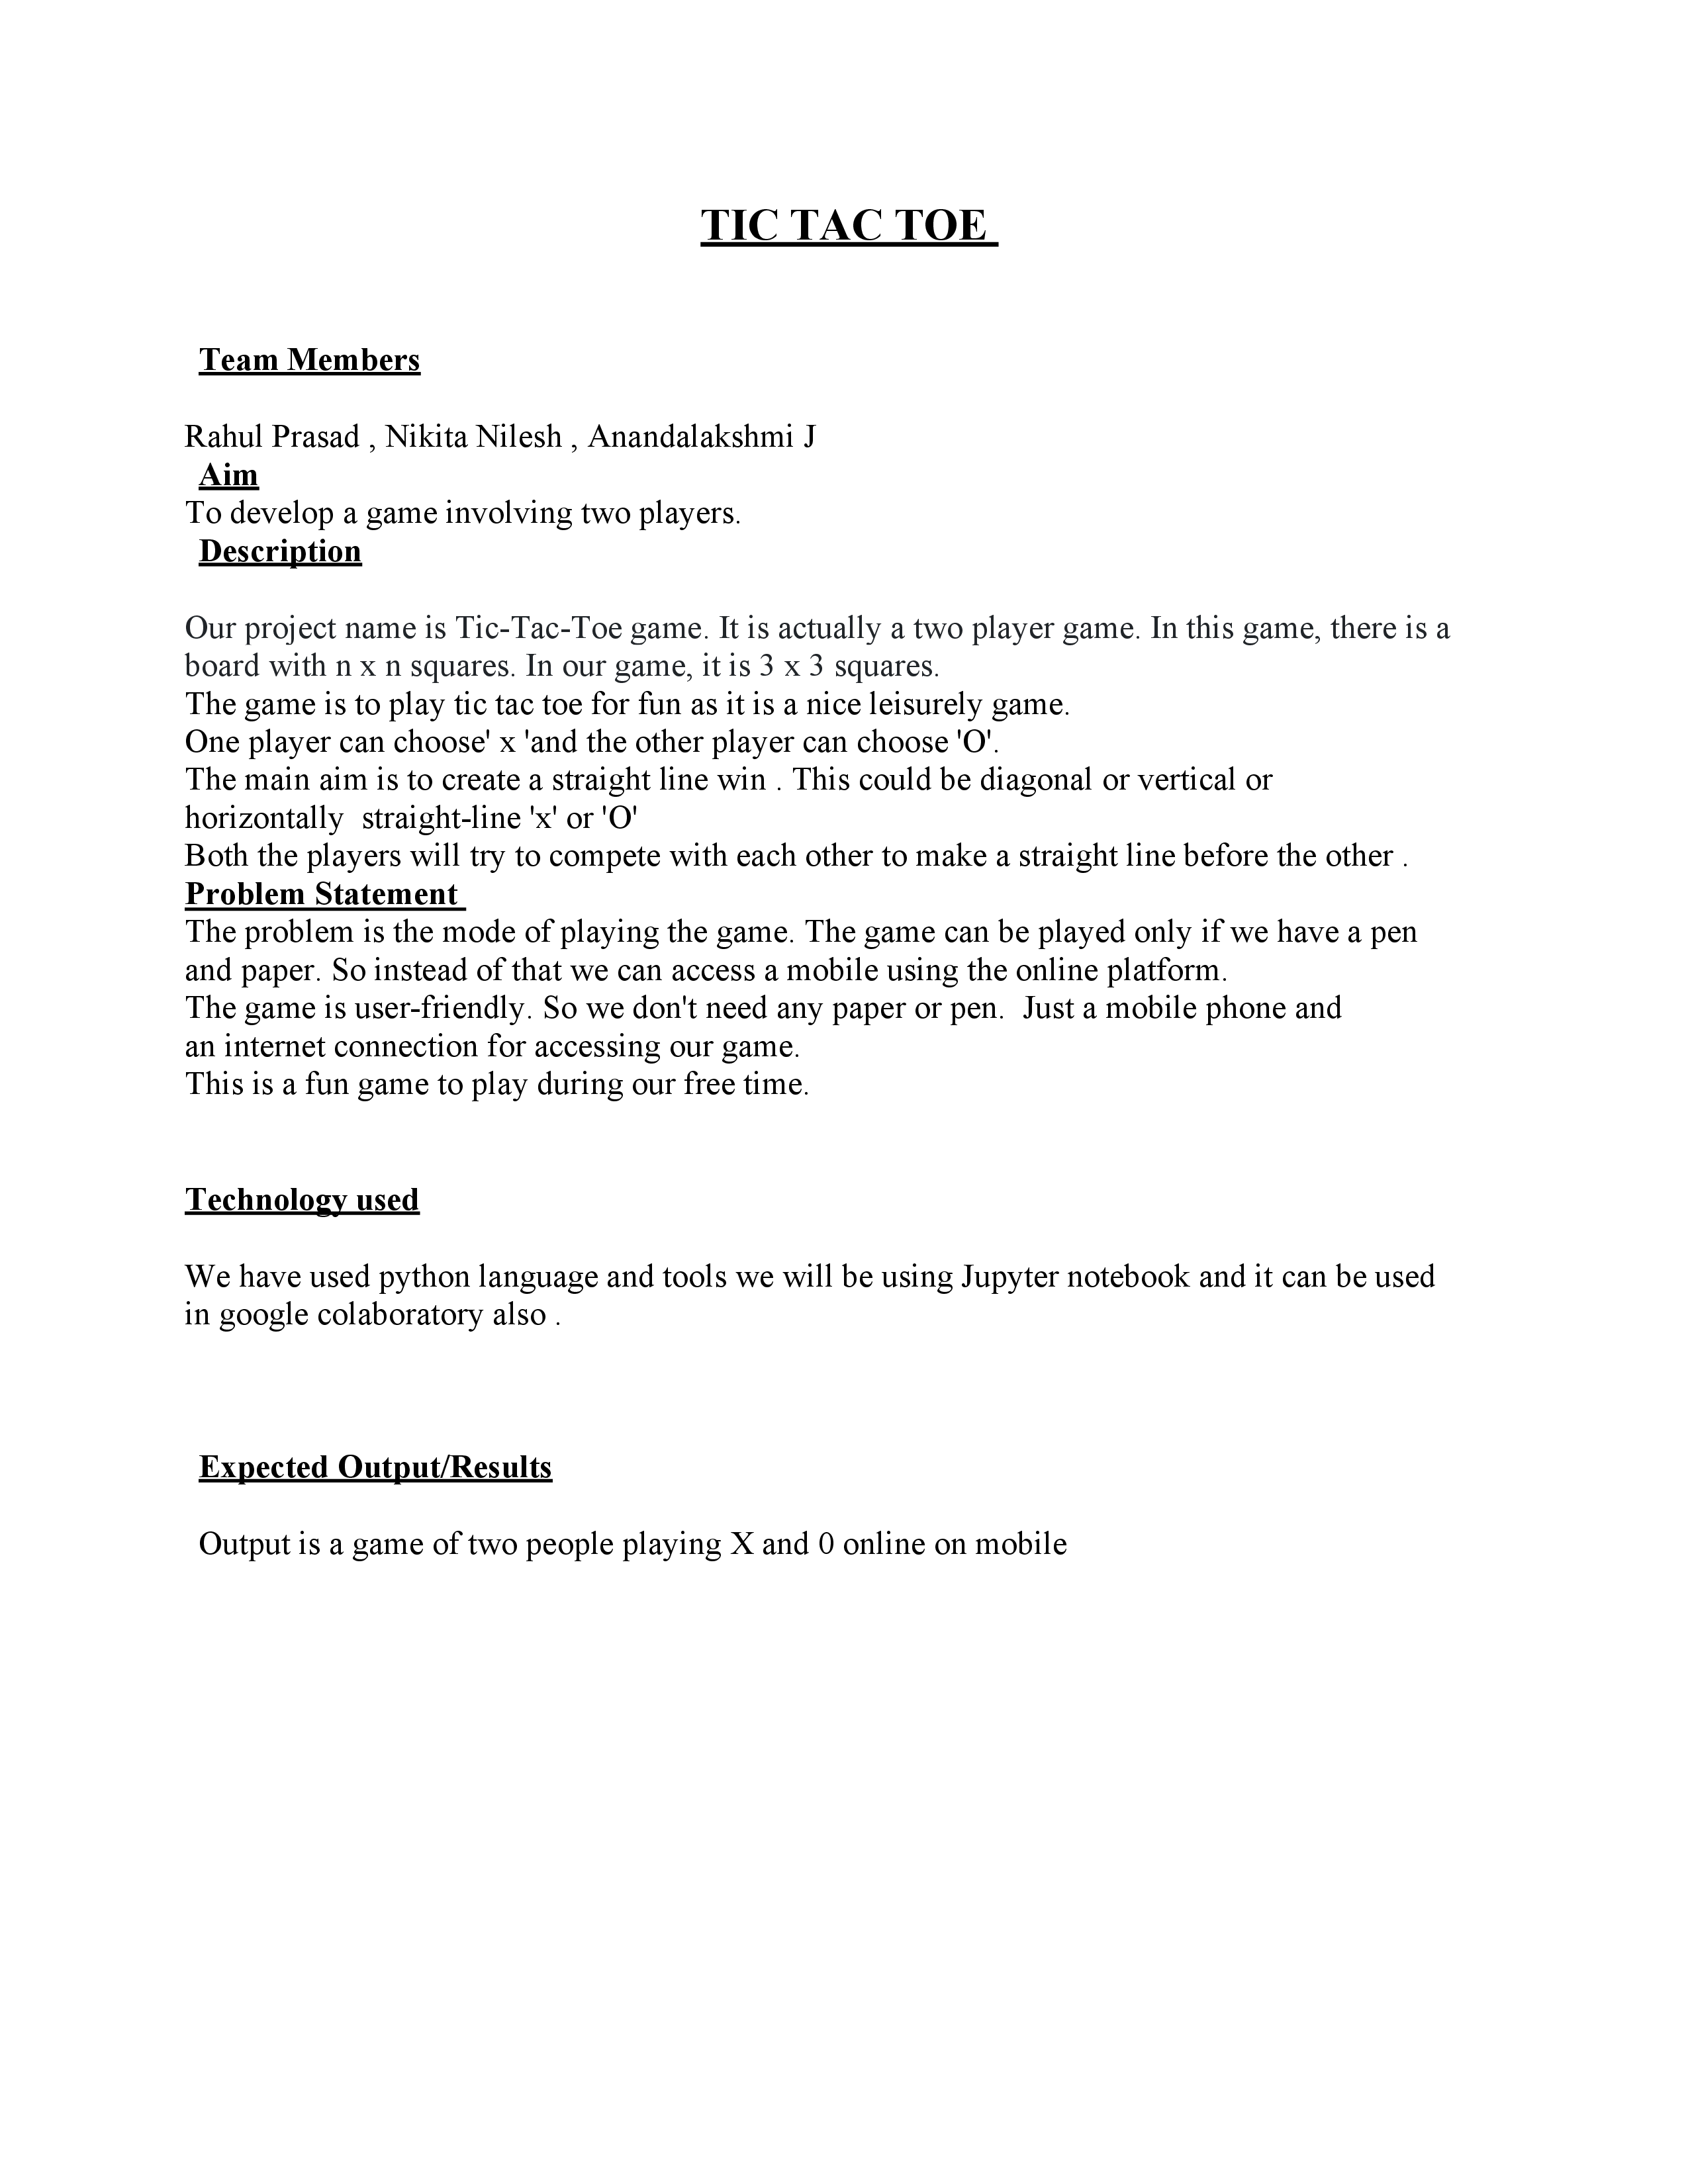 TIC TAC TOE
Team Members
Rahul Prasad , Nikita Nilesh , Anandalakshmi J
Aim
To develop a game involving two players.
Description
Our project name is Tic-Tac-Toe game. It is actually a two player game. In this game, there is a
board with n x n squares. In our game, it is 3 x 3 squares.
The game is to play tic tac toe for fun as it is a nice leisurely game.
One player can choose' x 'and the other player can choose 'O'.
The main aim is to create a straight line win . This could be diagonal or vertical or
horizontally  straight-line 'x' or 'O'
Both the players will try to compete with each other to make a straight line before the other .
Problem Statement
The problem is the mode of playing the game. The game can be played only if we have a pen
and paper. So instead of that we can access a mobile using the online platform.
The game is user-friendly. So we don't need any paper or pen.  Just a mobile phone and
an internet connection for accessing our game.
This is a fun game to play during our free time.
Technology used
We have used python language and tools we will be using Jupyter notebook and it can be used
in google colaboratory also .
Expected Output/Results
Output is a game of two people playing X and 0 online on mobile